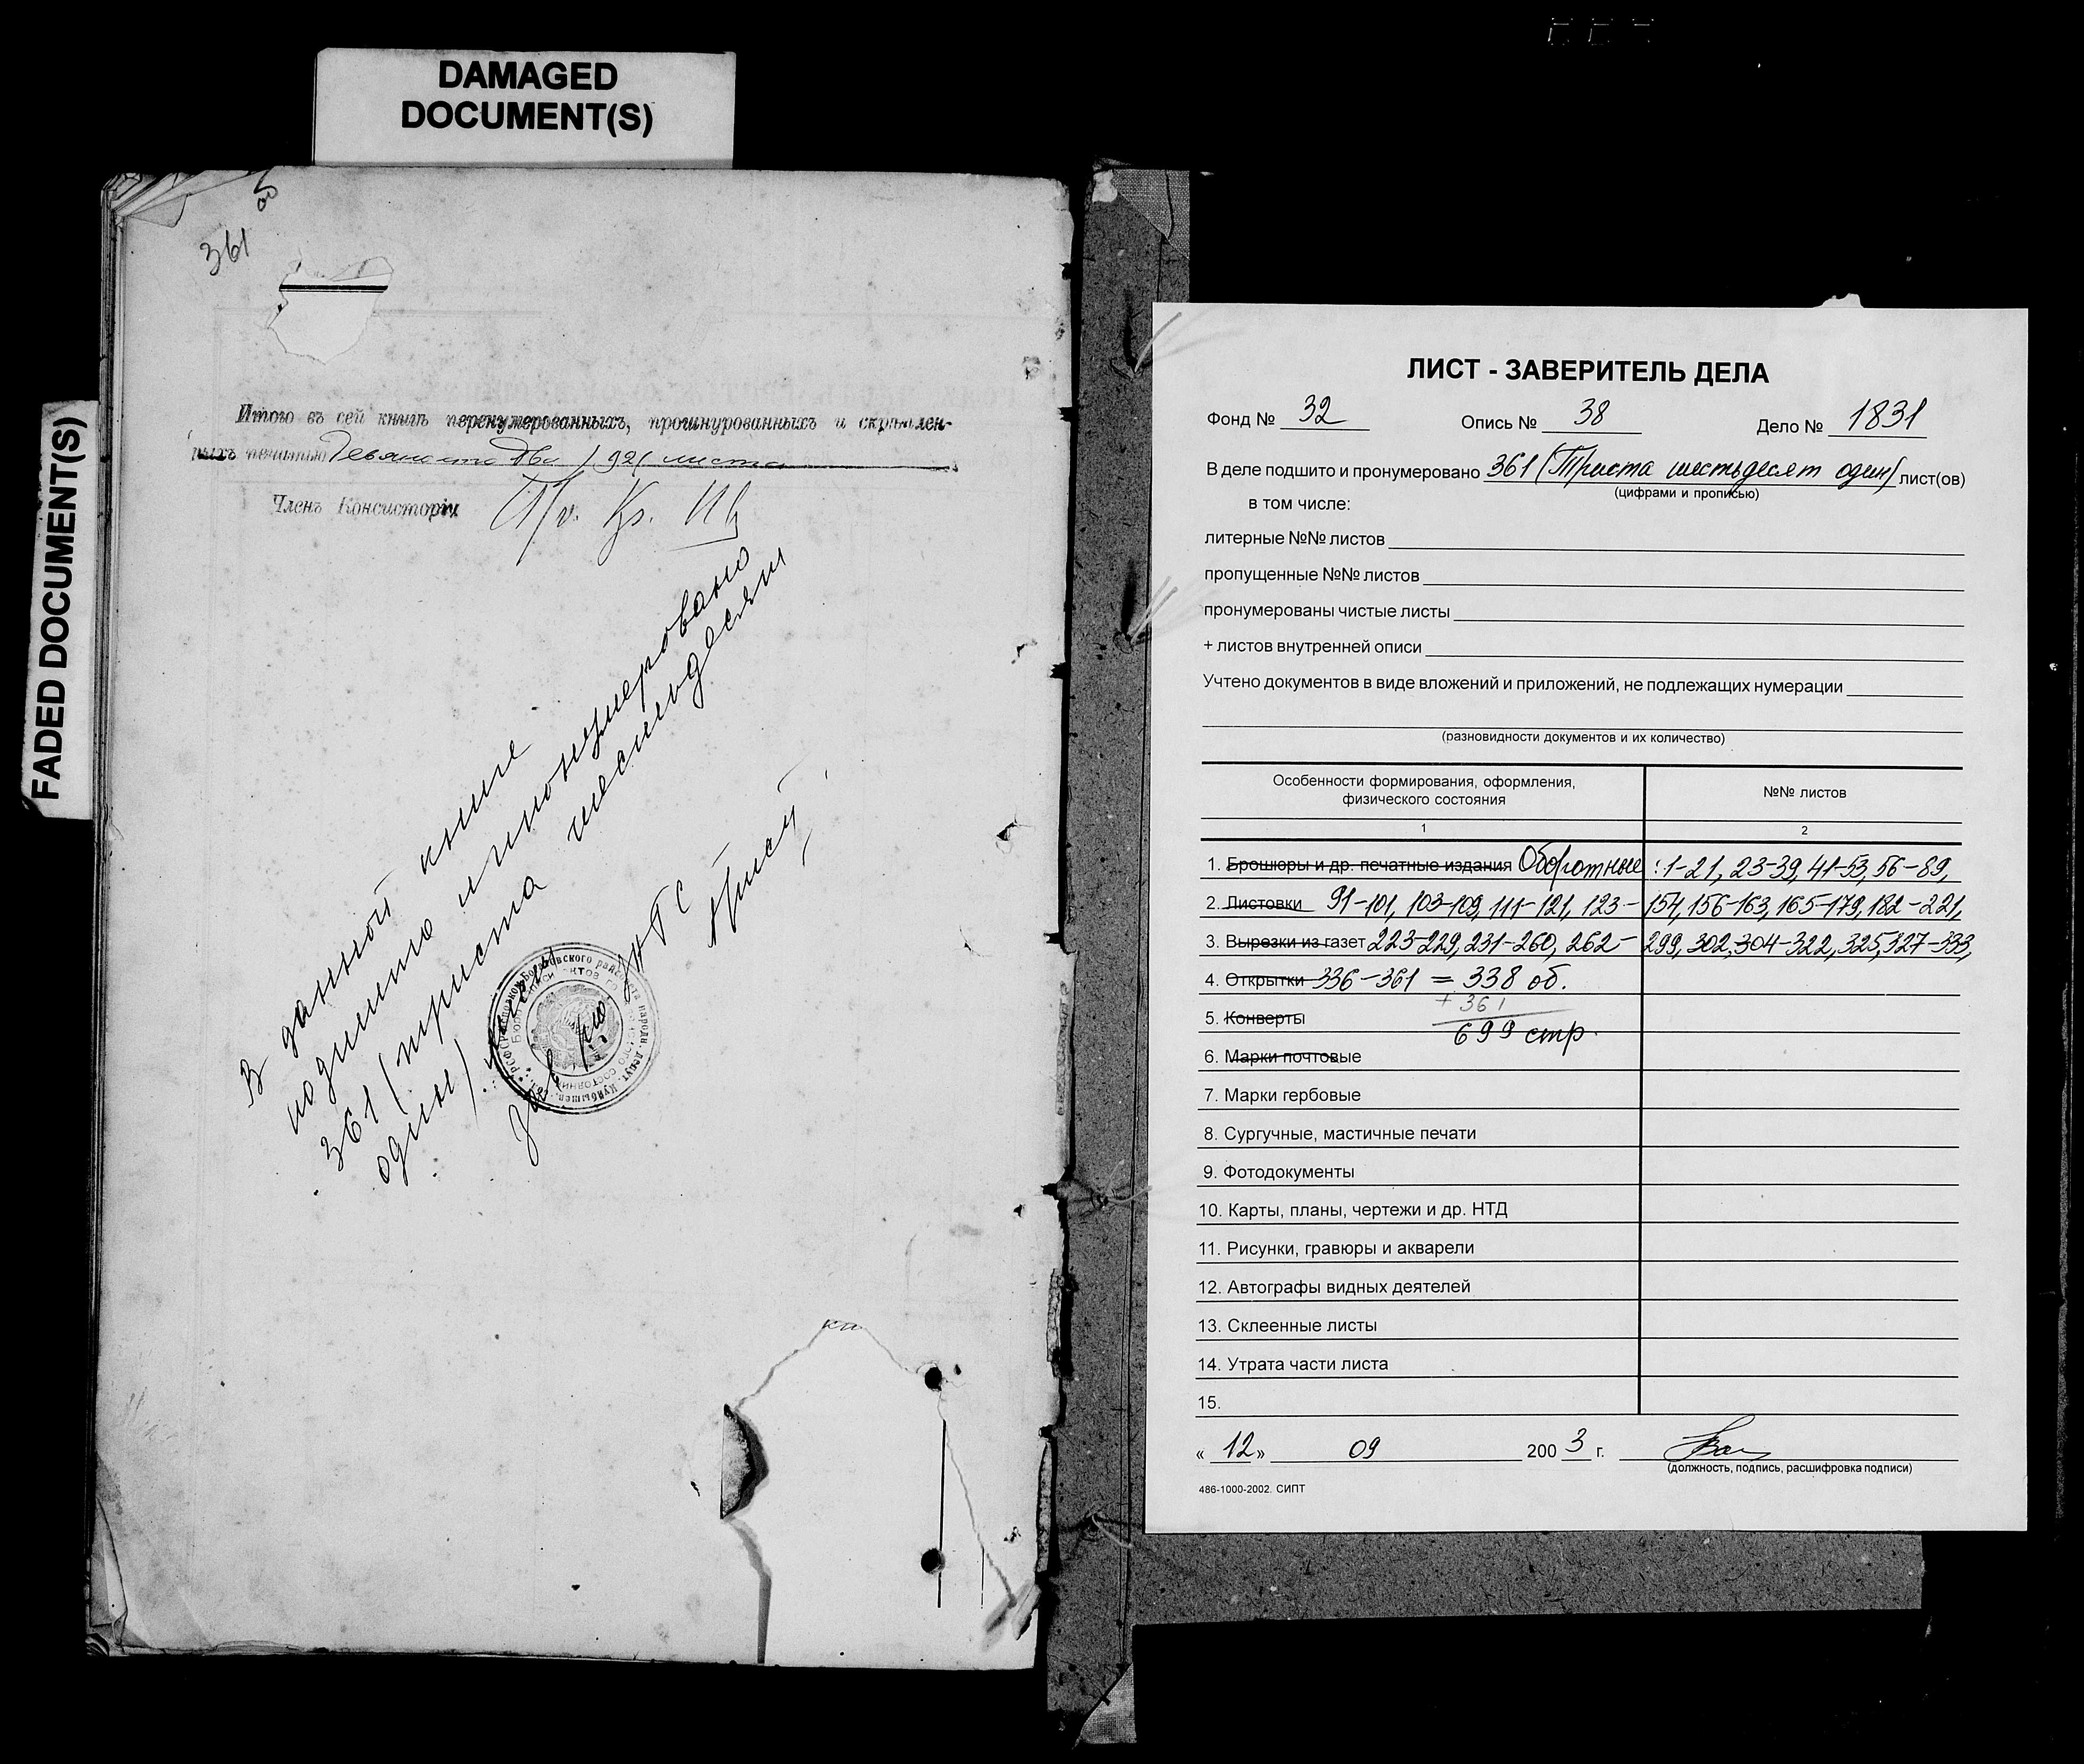 DAMAGED
DOCUMENT(S)
FADED DOCUMENT(S)
361
Итого въ сей книгѣ перенумерованныхъ, прошнурованныхъ и скрѣплен-
ныхъ печатью Девяносто два /92/ листа
Членъ Консисторіи
В данной книге
подшито и пронумеровано
361 (триста шестьдесят
один)
ЛИСТ - ЗАВЕРИТЕЛЬ ДЕЛА
Фонд № 32 Опись № 38 Дело № 1831
В деле подшито и пронумеровано 361 (Триста шестьдесят один) лист(ов)
(цифрами и прописью)
в том числе:
литерные №№ листов
пропущенные №№ листов
пронумерованы чистые листы
+ листов внутренней описи
Учтено документов в виде вложений и приложений, не подлежащих нумерации
(разновидности документов и их количество)
Особенности формирования, оформления,
физического состояния
№№ листов
1 2
1. Брошюры и др. печатные издания Оборотные: 1-21, 23-39, 41-53, 56-89,
2. Листовки 91-101, 103-109, 111-121, 123-154, 156-163, 165-179, 182-221,
3. Вырезки из газет 223-229, 231-260, 262-299, 302, 304-322, 325, 327-333,
4. Открытки 336-361 = 338 об.
+ 361
5. Конверты
699 стр.
6. Марки почтовые
7. Марки гербовые
8. Сургучные, мастичные печати
9. Фотодокументы
10. Карты, планы, чертежи и др. НТД
11. Рисунки, гравюры и акварели
12. Автографы видных деятелей
13. Склеенные листы
14. Утрата части листа
15.
« 12 » 09 2003 г.
(должность, подпись, расшифровка подписи)
486-1000-2002. СИПТ